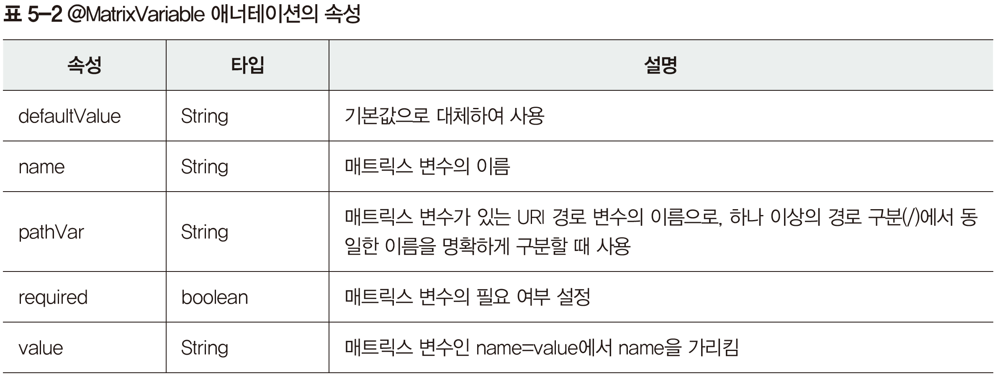 표 5-2 @MatrixVariable 애너테이션의 속성
속성 타입 설명
defaultValue String 기본값으로 대체하여 사용
name String 매트릭스 변수의 이름
pathVar String 매트릭스 변수가 있는 URI 경로 변수의 이름으로, 하나 이상의 경로 구분(/)에서 동
일한 이름을 명확하게 구분할 때 사용
required boolean 매트릭스 변수의 필요 여부 설정
value String 매트릭스 변수인 name=value에서 name을 가리킴